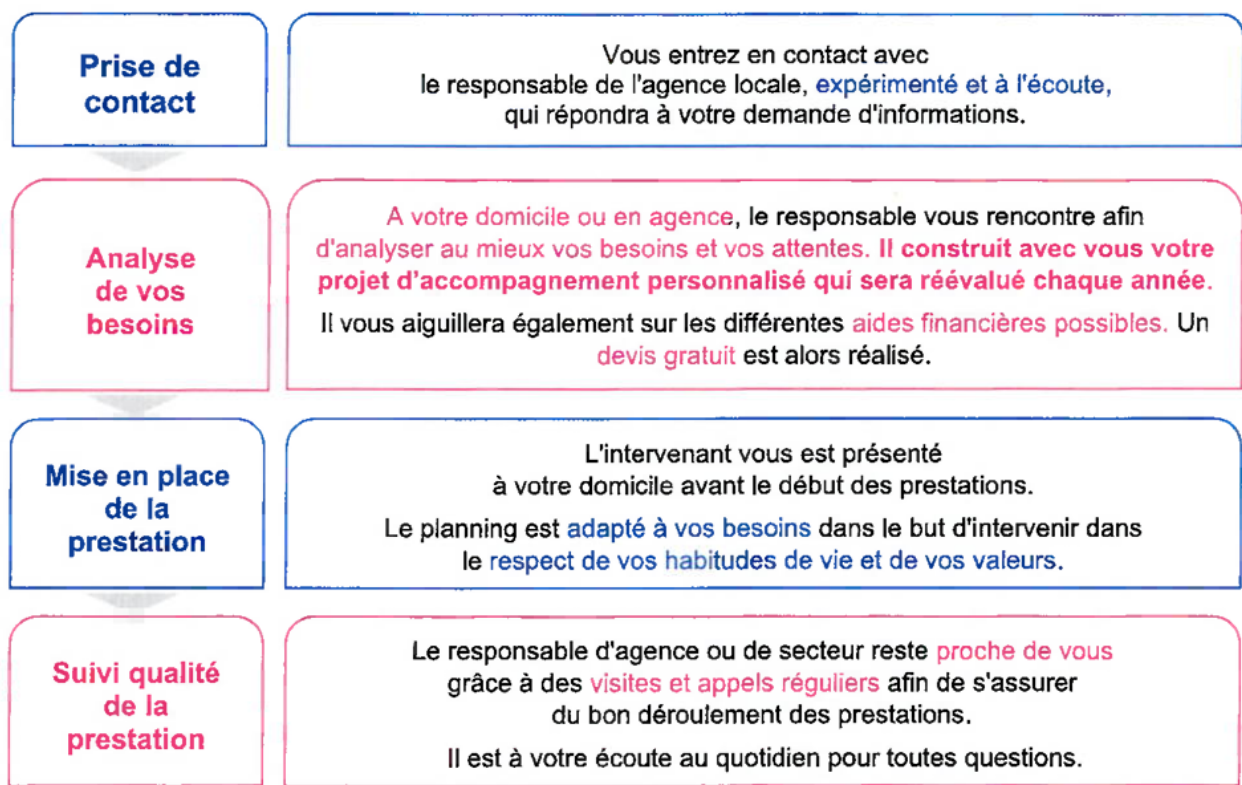 Prise de
contact
Vous entrez en contact avec
le responsable de l'agence locale, expérimenté et à l'écoute,
qui répondra à votre demande d'informations.
Analyse
de vos
besoins
A votre domicile ou en agence, le responsable vous rencontre afin
d'analyser au mieux vos besoins et vos attentes. Il construit avec vous votre
projet d'accompagnement personnalisé qui sera réévalué chaque année.
Il vous aiguillera également sur les différentes aides financières possibles. Un
devis gratuit est alors réalisé.
Mise en place
de la
prestation
L'intervenant vous est présenté
à votre domicile avant le début des prestations.
Le planning est adapté à vos besoins dans le but d'intervenir dans
le respect de vos habitudes de vie et de vos valeurs.
Suivi qualité
de la
prestation
Le responsable d'agence ou de secteur reste proche de vous
grâce à des visites et appels réguliers afin de s'assurer
du bon déroulement des prestations.
Il est à votre écoute au quotidien pour toutes questions.